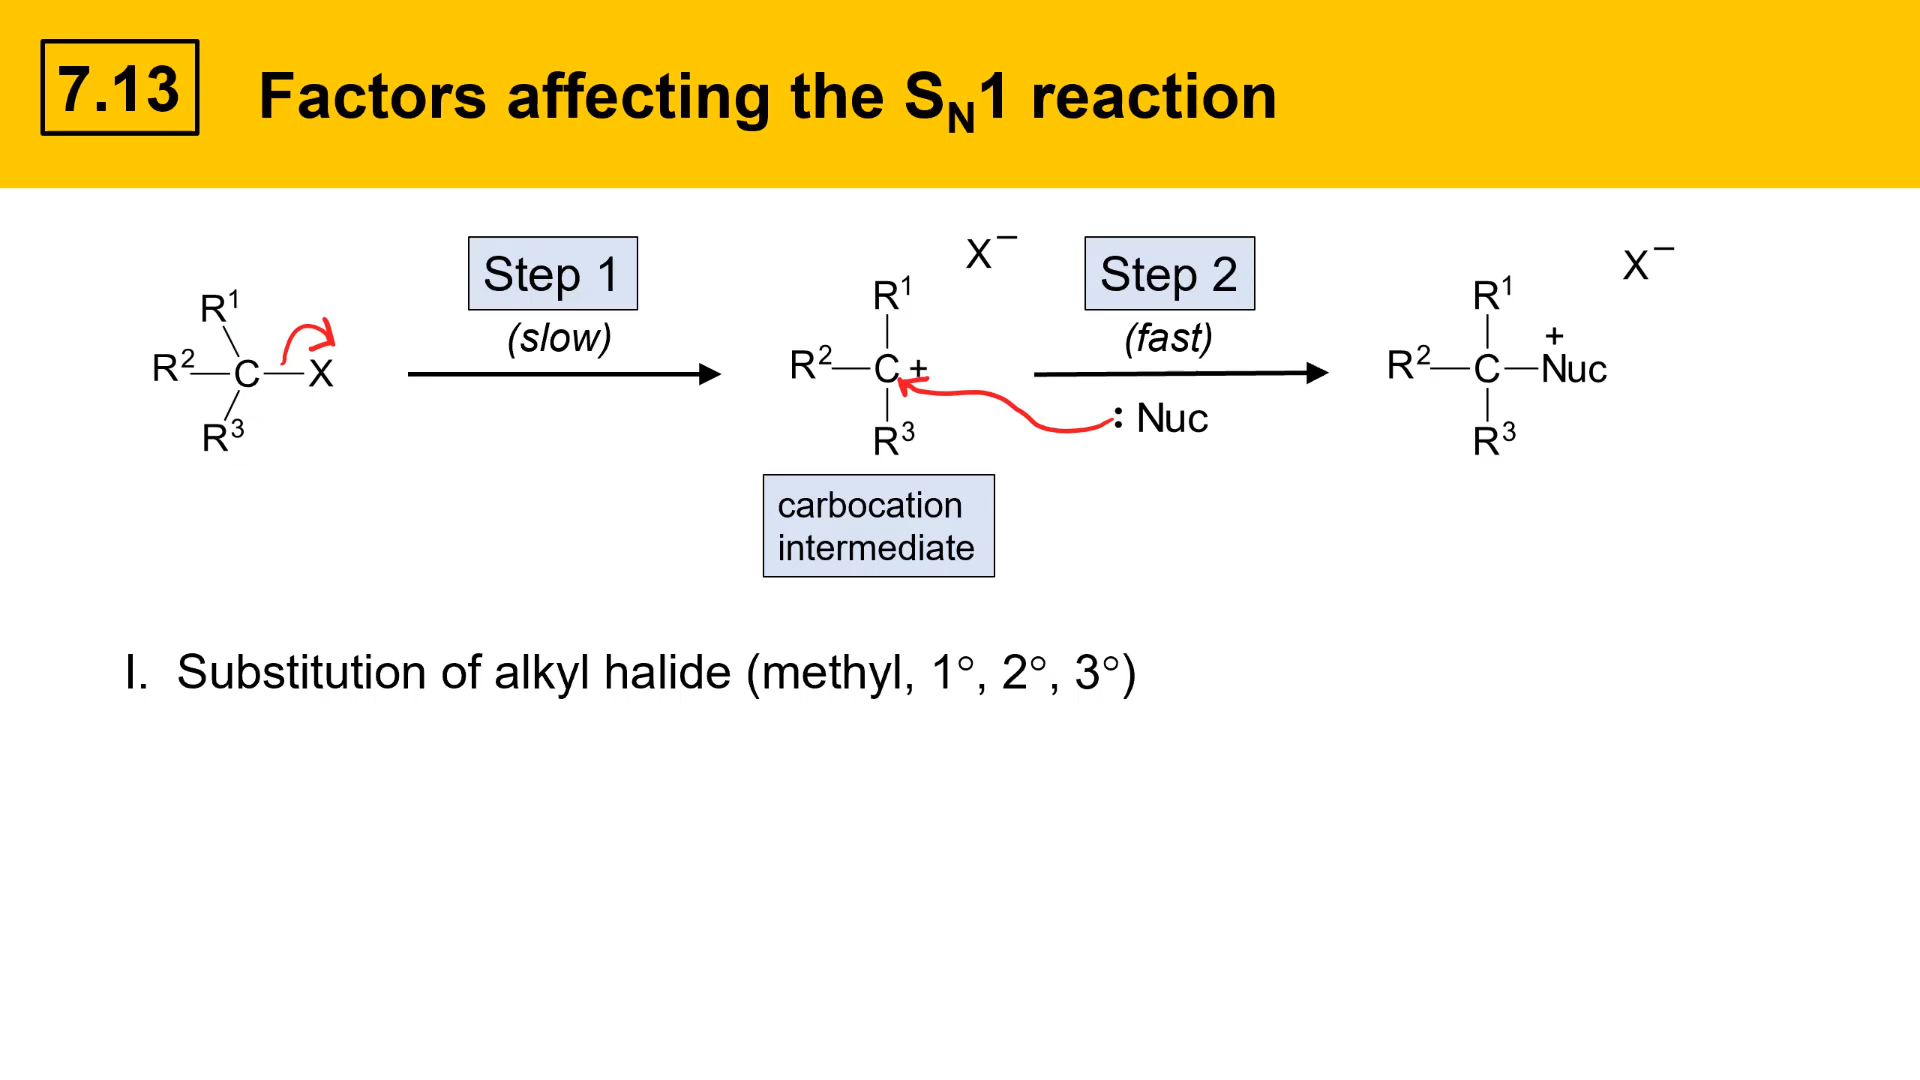 7.13
Factors affecting the S_N1 reaction
R¹
R²—C—X
R³
Step 1
(slow)
X⁻
R¹
R²—C+
R³
carbocation
intermediate
Step 2
(fast)
: Nuc
X⁻
R¹
+
R²—C—Nuc
R³
I. Substitution of alkyl halide (methyl, 1°, 2°, 3°)